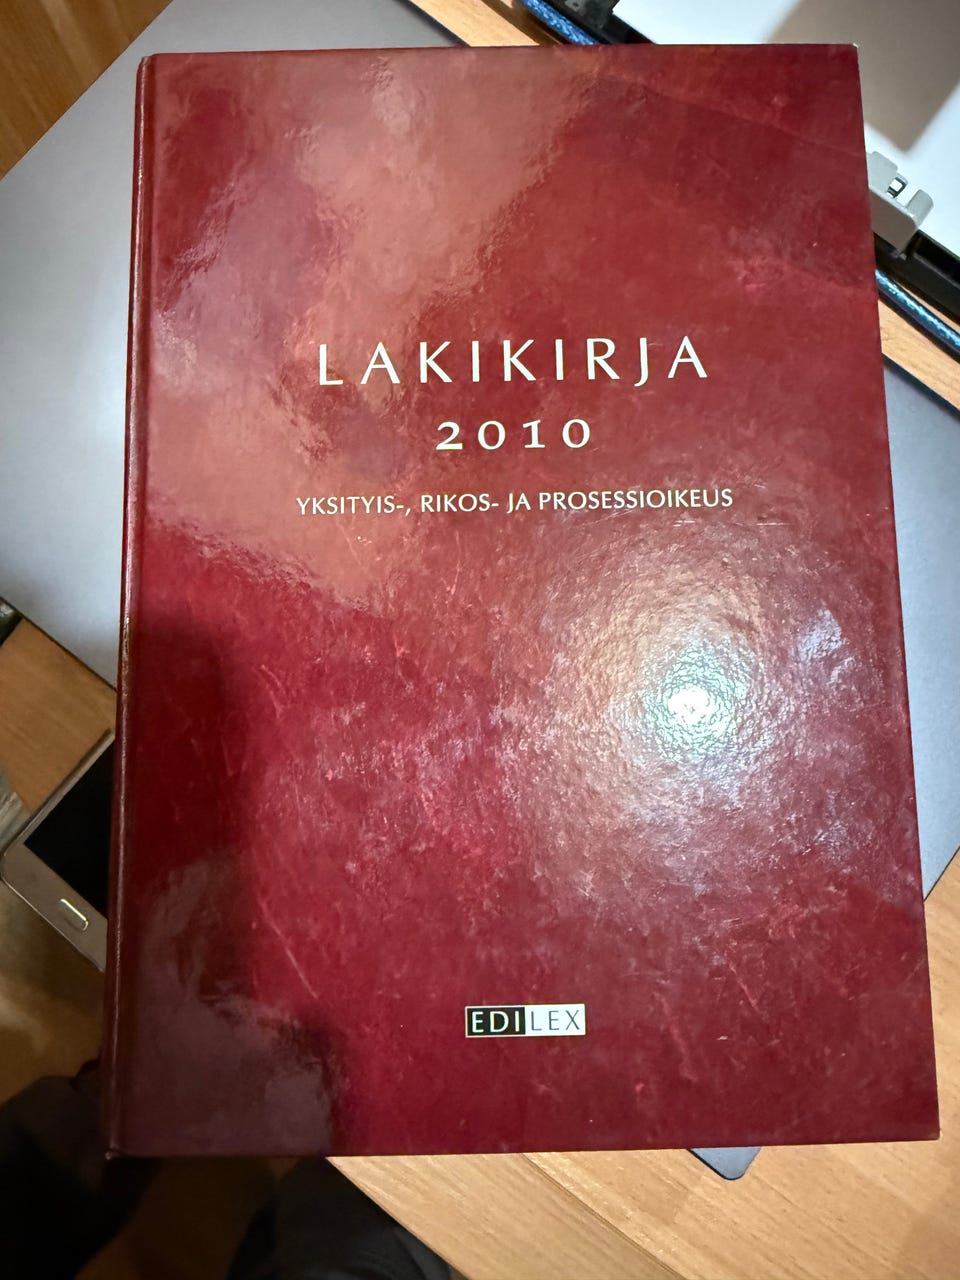 LAKIKIRJA
2010
YKSITYIS-, RIKOS- JA PROSESSIOIKEUS
EDILEX